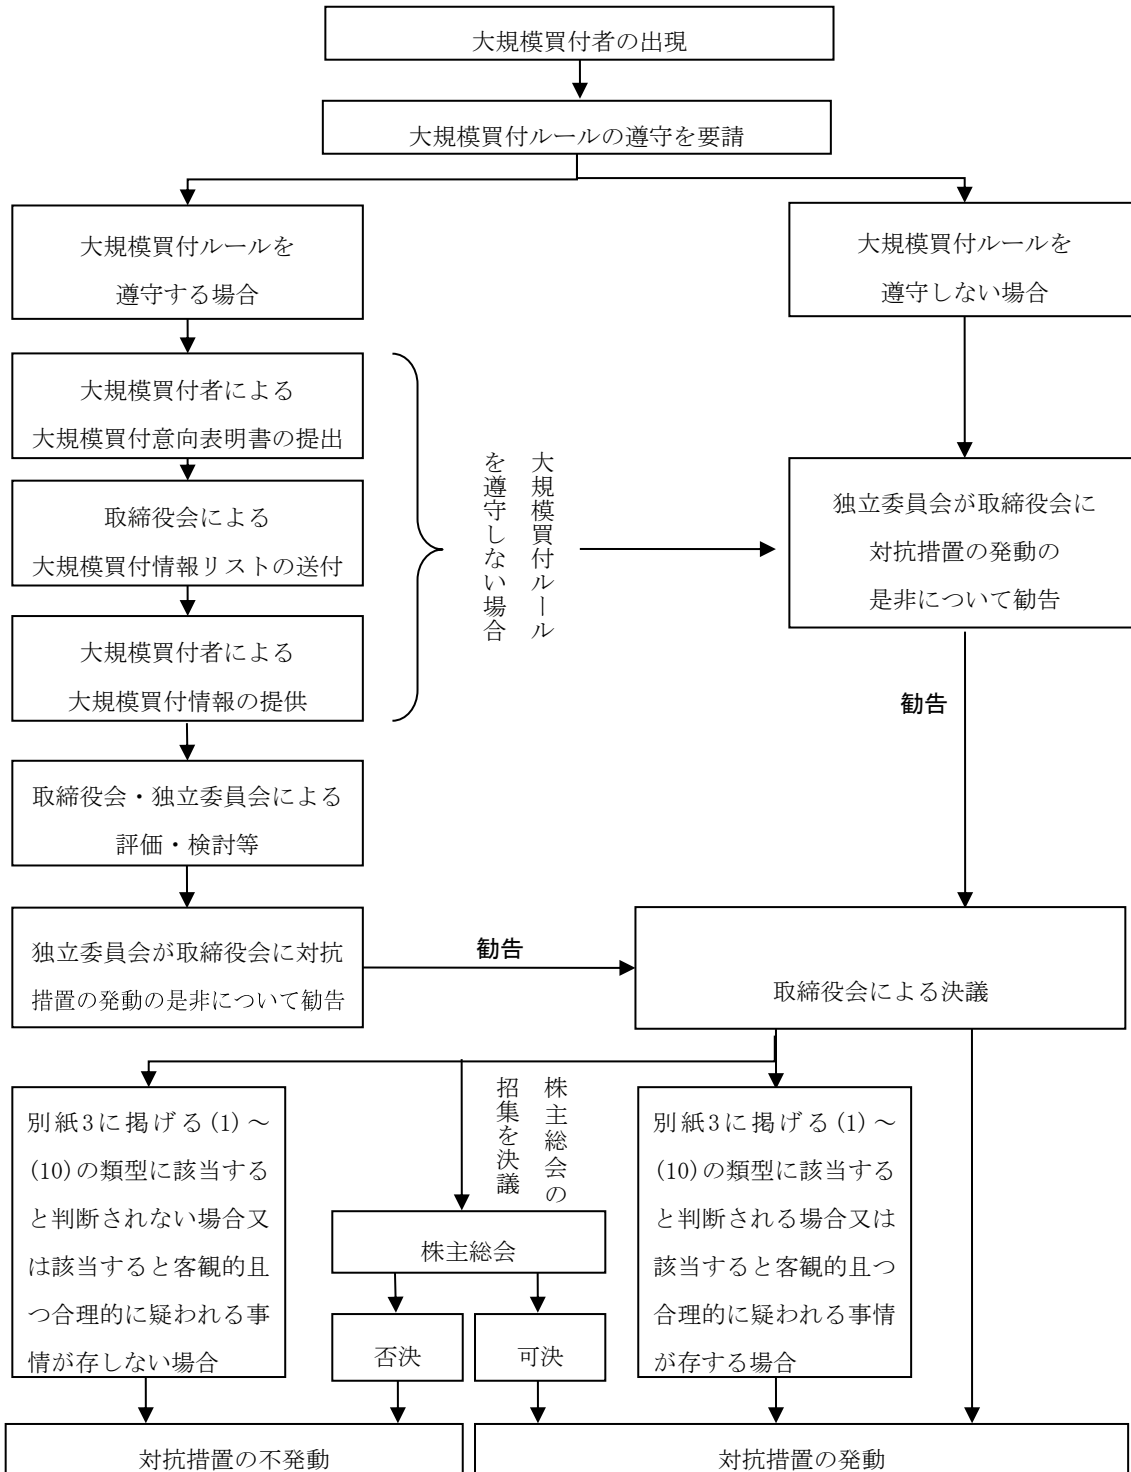 大規模買付者の出現
大規模買付ルールの遵守を要請
大規模買付ルールを
遵守する場合
大規模買付ルールを
遵守しない場合
大規模買付者による
大規模買付意向表明書の提出
取締役会による
大規模買付情報リストの送付
大規模買付者による
大規模買付情報の提供
大規模買付ルール
を遵守しない場合
独立委員会が取締役会に
対抗措置の発動の
是非について勧告
勧告
取締役会・独立委員会による
評価・検討等
独立委員会が取締役会に対抗
措置の発動の是非について勧告
勧告
取締役会による決議
別紙3に掲げる(1)～
(10)の類型に該当する
と判断されない場合又
は該当すると客観的且
つ合理的に疑われる事
情が存しない場合
株主総会の
招集を決議
株主総会
否決
可決
別紙3に掲げる(1)～
(10)の類型に該当する
と判断される場合又は
該当すると客観的且つ
合理的に疑われる事情
が存する場合
対抗措置の不発動
対抗措置の発動